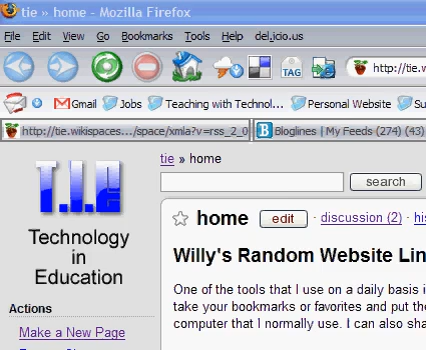 tie » home - Mozilla Firefox
File Edit View Go Bookmarks Tools Help del.icio.us
TAG http://tie.w
Gmail Jobs Teaching with Technol... Personal Website Su
http://tie.wikispaces.../space/xmla?v=rss_2_0 B Bloglines | My Feeds (274) (43)
tie » home
search
T.I.E
Technology
in
Education
home edit · discussion (2) · his
Willy's Random Website Lin
One of the tools that I use on a daily basis i
take your bookmarks or favorites and put the
computer that I normally use. I can also sha
Actions
Make a New Page